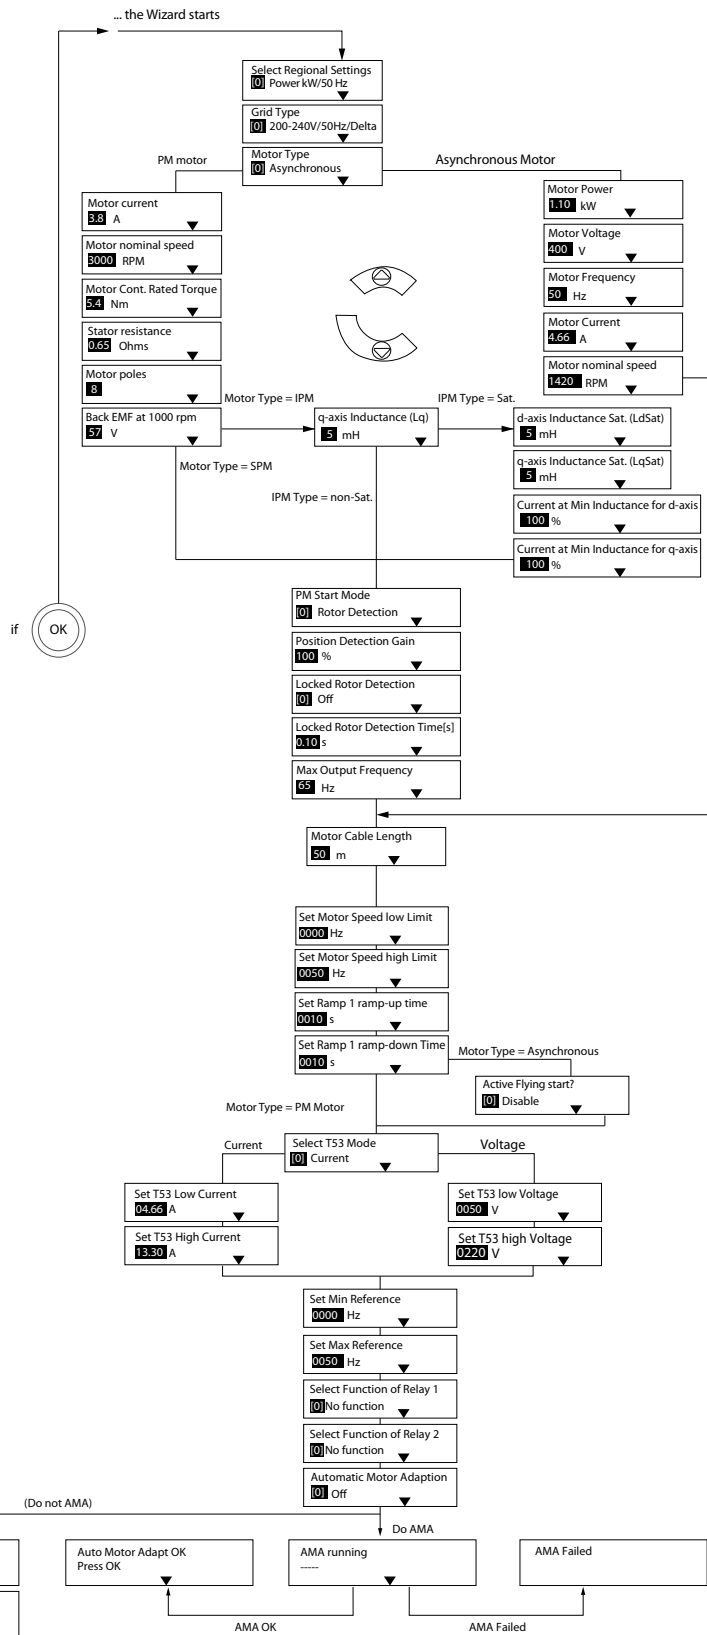 ... the Wizard starts
Select Regional Settings
[0] Power kW/50 Hz
Grid Type
[0] 200-240V/50Hz/Delta
Motor Type
[0] Asynchronous
PM motor
Asynchronous Motor
Motor current
3.8 A
Motor nominal speed
3000 RPM
Motor Cont. Rated Torque
5.4 Nm
Stator resistance
0.65 Ohms
Motor poles
8
Back EMF at 1000 rpm
57 V
Motor Power
1.10 kW
Motor Voltage
400 V
Motor Frequency
50 Hz
Motor Current
4.66 A
Motor nominal speed
1420 RPM
Motor Type = IPM
q-axis Inductance (Lq)
5 mH
IPM Type = Sat.
d-axis Inductance Sat. (LdSat)
5 mH
q-axis Inductance Sat. (LqSat)
5 mH
Current at Min Inductance for d-axis
100 %
Current at Min Inductance for q-axis
100 %
Motor Type = SPM
IPM Type = non-Sat.
if
OK
PM Start Mode
[0] Rotor Detection
Position Detection Gain
100 %
Locked Rotor Detection
[0] Off
Locked Rotor Detection Time[s]
0.10 s
Max Output Frequency
65 Hz
Motor Cable Length
50 m
Set Motor Speed low Limit
0000 Hz
Set Motor Speed high Limit
0050 Hz
Set Ramp 1 ramp-up time
0010 s
Set Ramp 1 ramp-down Time
0010 s
Motor Type = Asynchronous
Active Flying start?
[0] Disable
Motor Type = PM Motor
Select T53 Mode
[0] Current
Current
Voltage
Set T53 Low Current
04.66 A
Set T53 High Current
13.30 A
Set T53 low Voltage
0050 V
Set T53 high Voltage
0220 V
Set Min Reference
0000 Hz
Set Max Reference
0050 Hz
Select Function of Relay 1
[0] No function
Select Function of Relay 2
[0] No function
Automatic Motor Adaption
[0] Off
(Do not AMA)
Do AMA
Auto Motor Adapt OK
Press OK
AMA running
-----
AMA Failed
AMA OK
AMA Failed